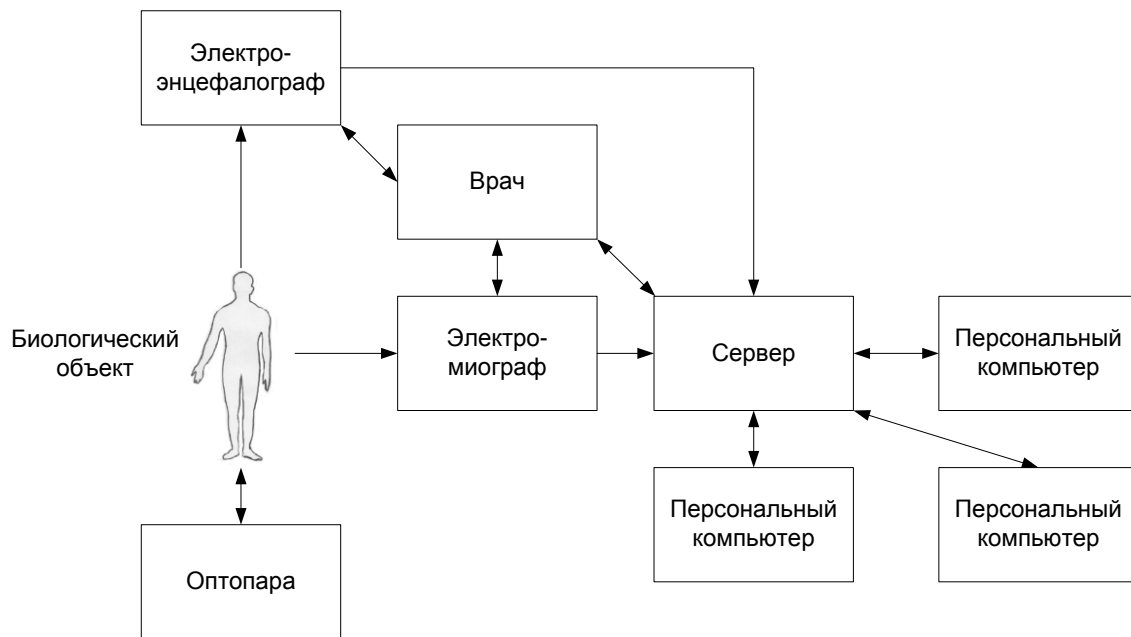 Электро-
энцефалограф
Врач
Биологический
объект
Электро-
миограф
Сервер
Персональный
компьютер
Персональный
компьютер
Персональный
компьютер
Оптопара